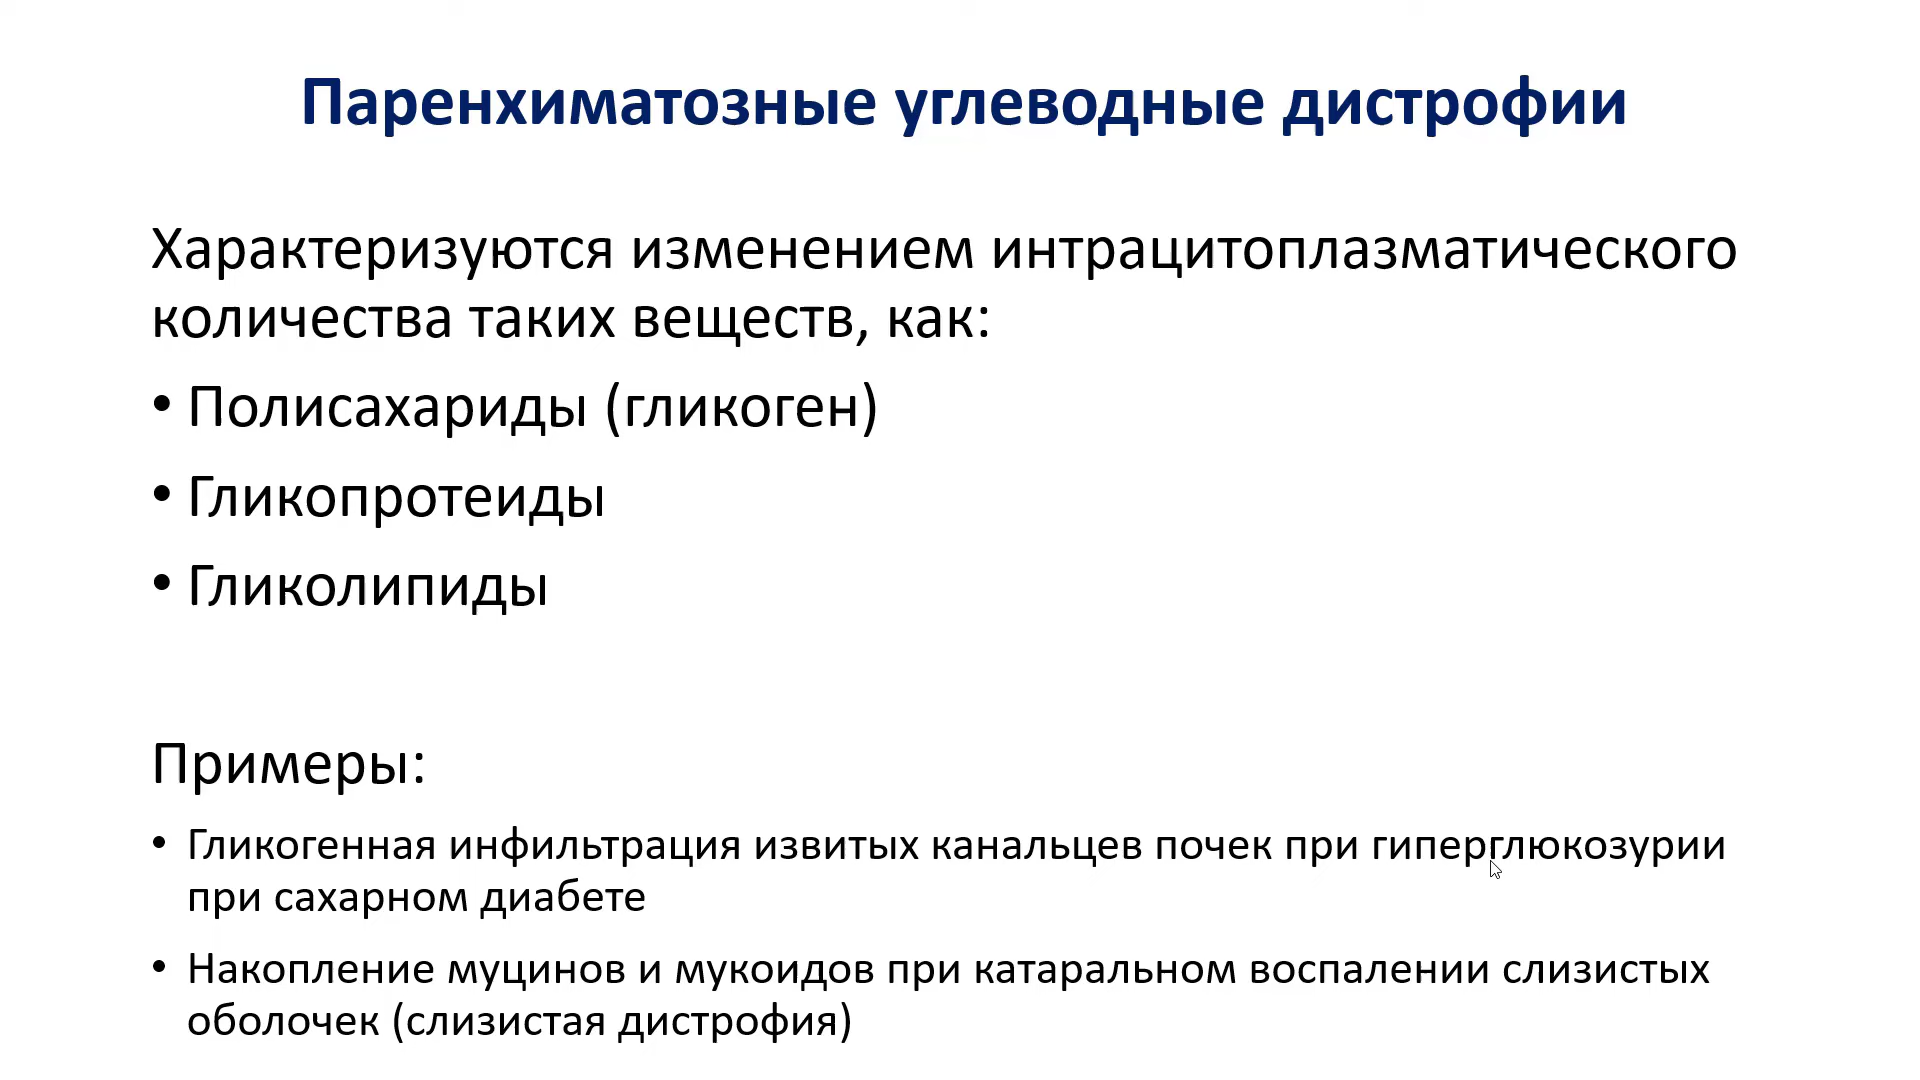 Паренхиматозные углеводные дистрофии
Характеризуются изменением интрацитоплазматического
количества таких веществ, как:
• Полисахариды (гликоген)
• Гликопротеиды
• Гликолипиды
Примеры:
• Гликогенная инфильтрация извитых канальцев почек при гиперглюкозурии
при сахарном диабете
• Накопление муцинов и мукоидов при катаральном воспалении слизистых
оболочек (слизистая дистрофия)